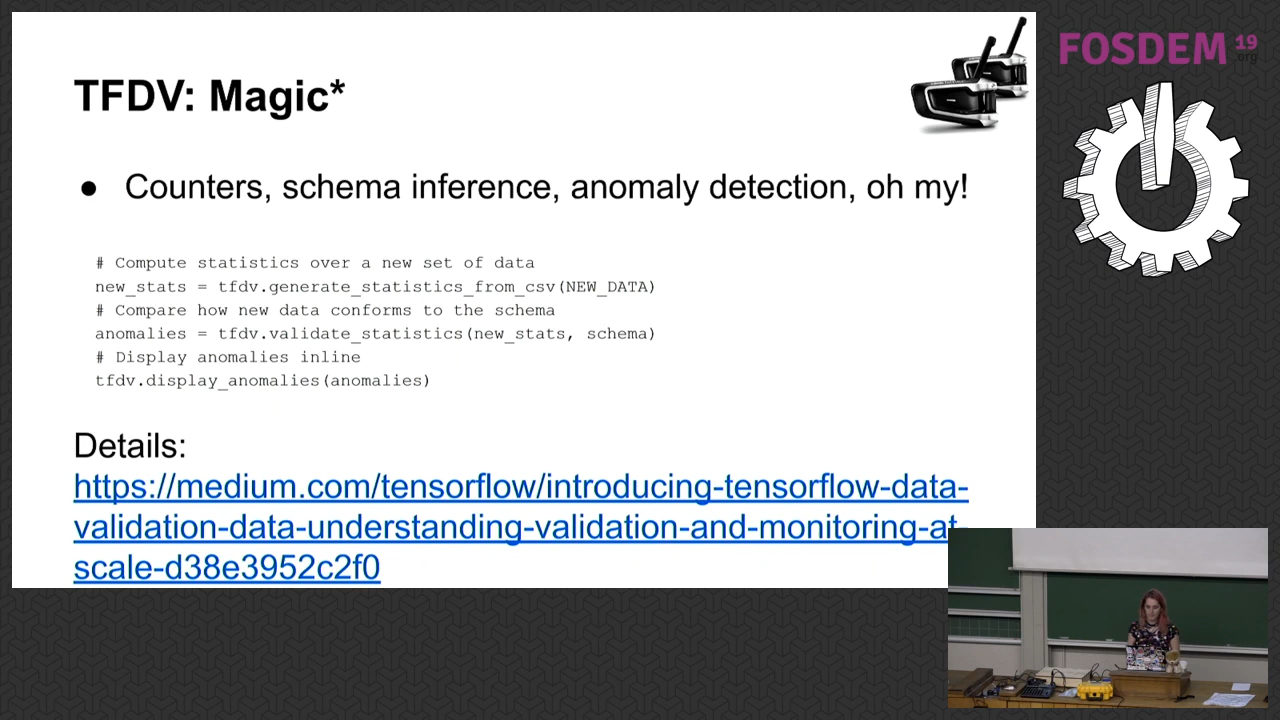 TFDV: Magic*
● Counters, schema inference, anomaly detection, oh my!
# Compute statistics over a new set of data
new_stats = tfdv.generate_statistics_from_csv(NEW_DATA)
# Compare how new data conforms to the schema
anomalies = tfdv.validate_statistics(new_stats, schema)
# Display anomalies inline
tfdv.display_anomalies(anomalies)
Details:
https://medium.com/tensorflow/introducing-tensorflow-data-
validation-data-understanding-validation-and-monitoring-at-
scale-d38e3952c2f0
FOSDEM 19
.org